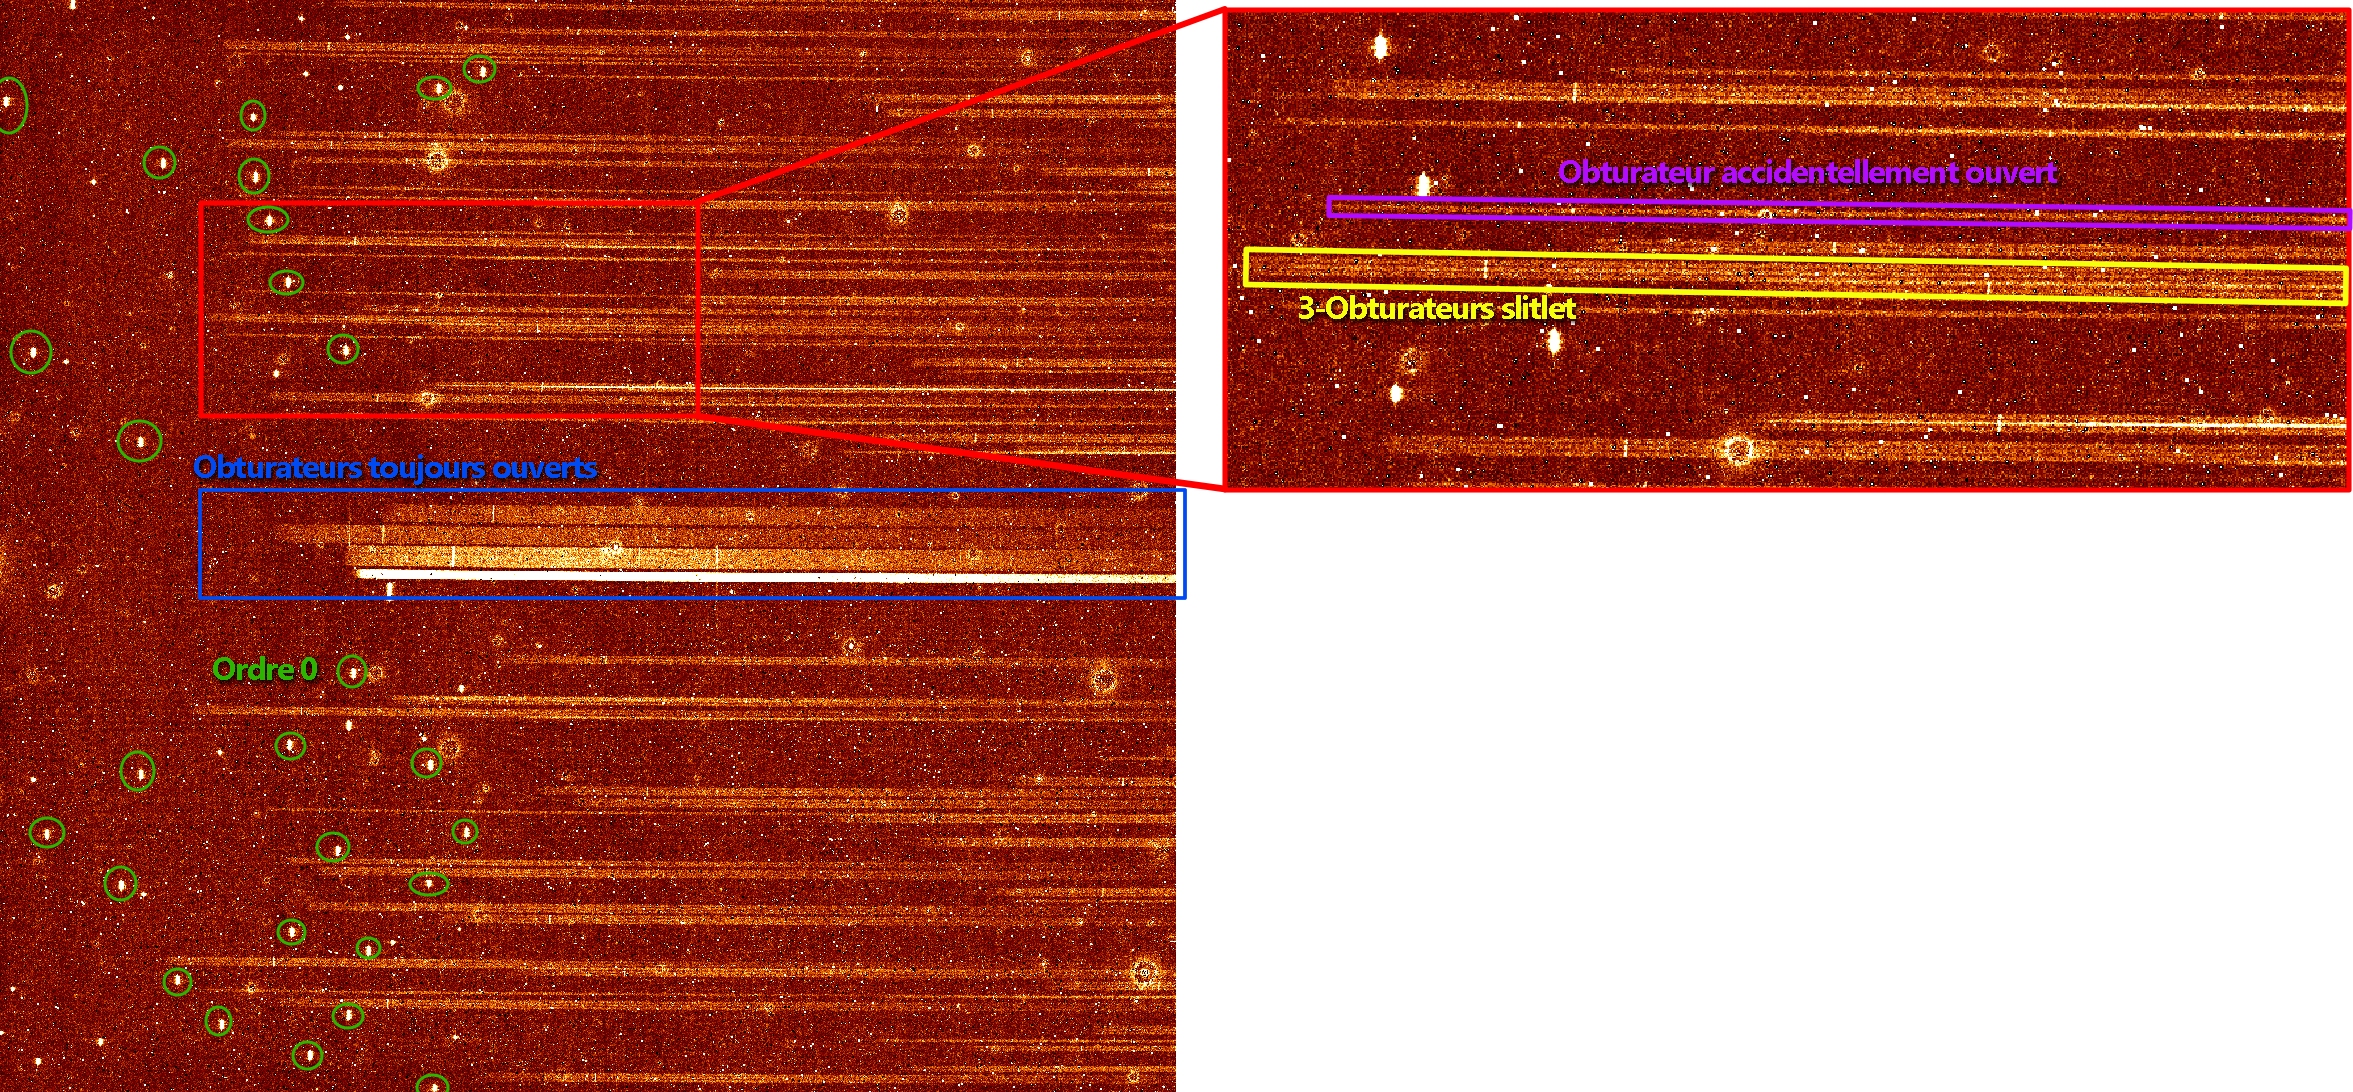 Obturateur accidentellement ouvert
3-Obturateurs slitlet
Obturateurs toujours ouverts
Ordre 0